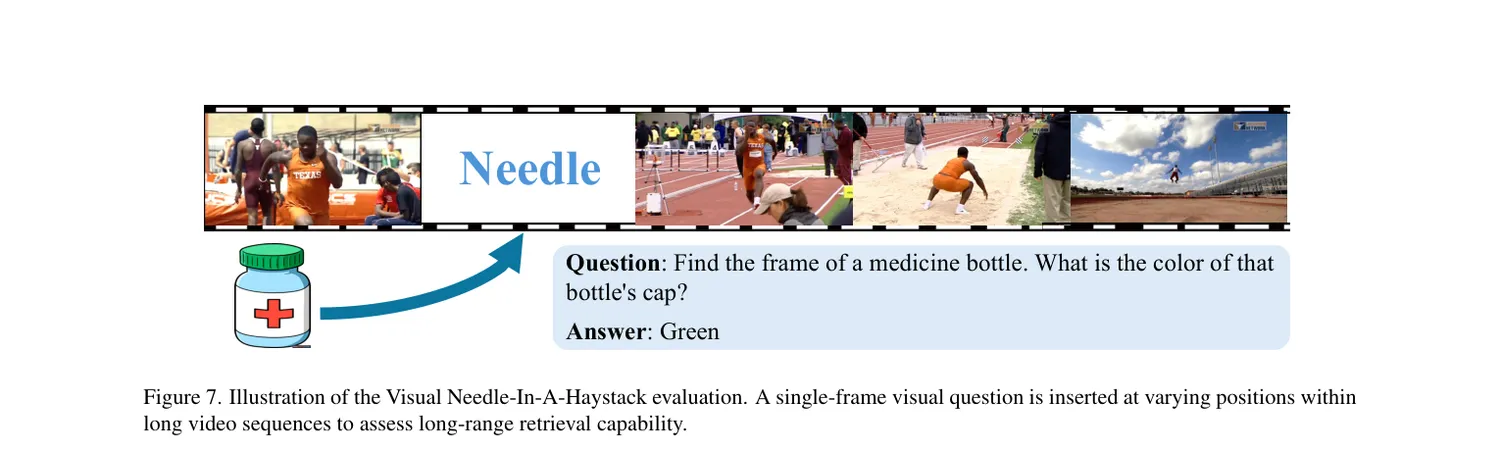 TEXAS
Needle
NETWORK
Question: Find the frame of a medicine bottle. What is the color of that
bottle's cap?
Answer: Green
Figure 7. Illustration of the Visual Needle-In-A-Haystack evaluation. A single-frame visual question is inserted at varying positions within
long video sequences to assess long-range retrieval capability.